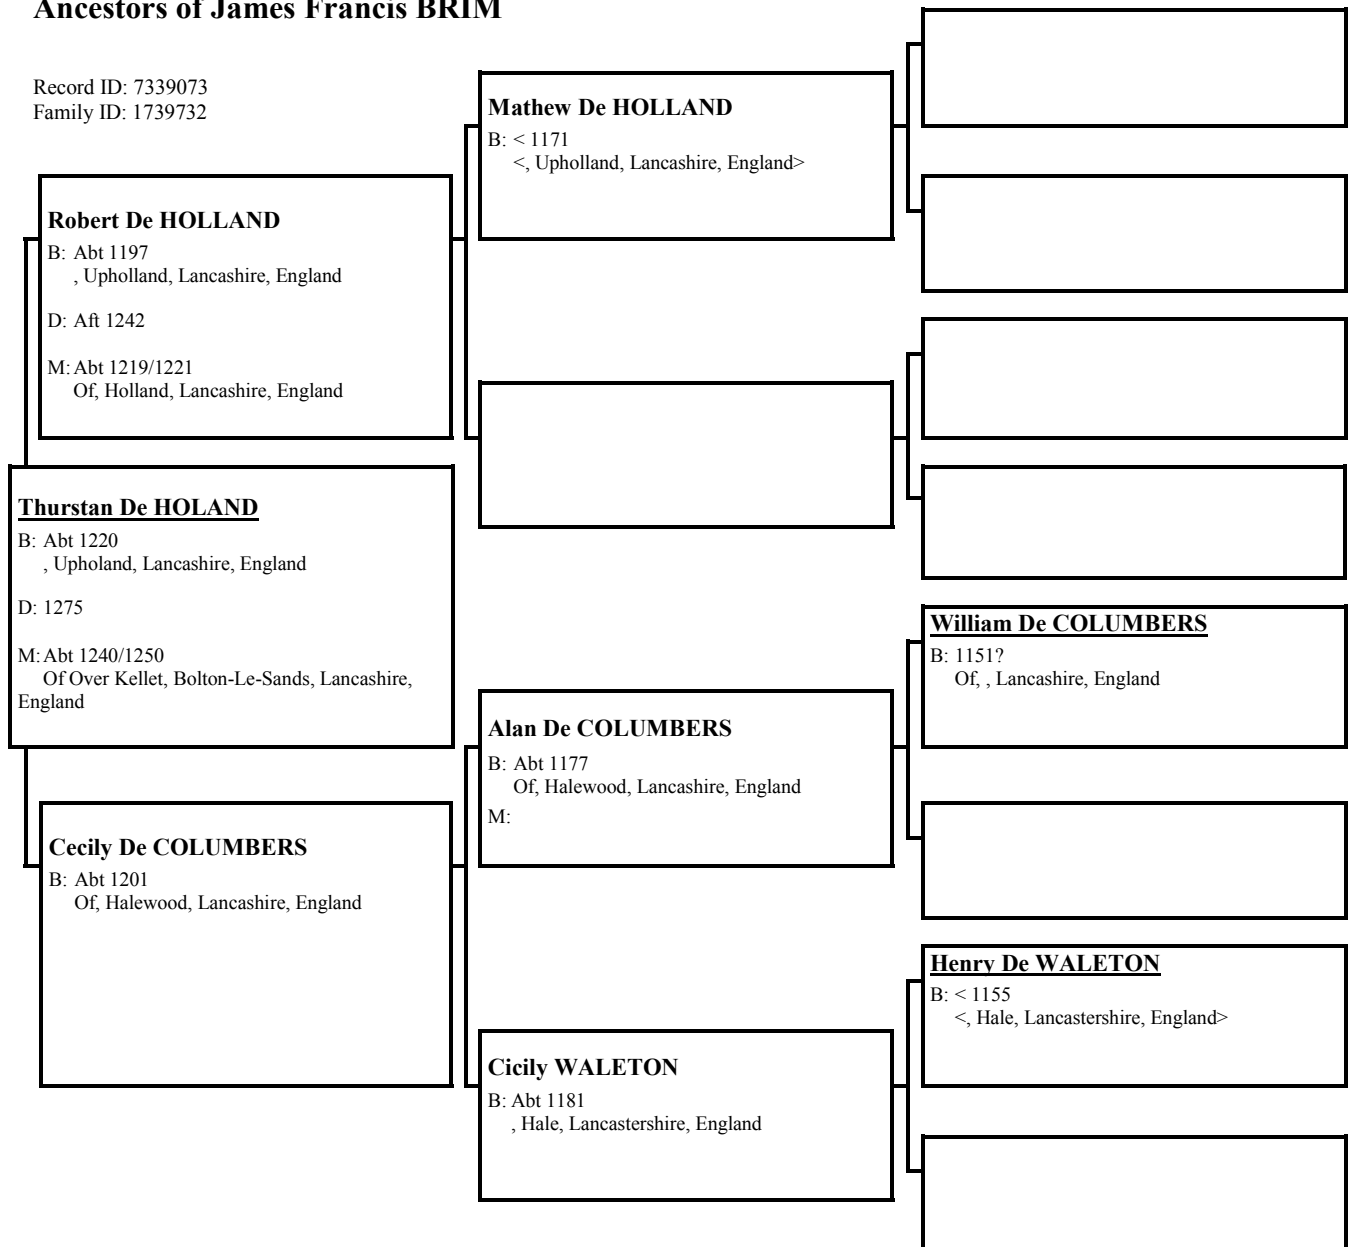 Ancestors of James Francis BRIM
Record ID: 7339073
Family ID: 1739732
Mathew De HOLLAND
B: < 1171
<, Upholland, Lancashire, England>
Robert De HOLLAND
B: Abt 1197
, Upholland, Lancashire, England
D: Aft 1242
M: Abt 1219/1221
Of, Holland, Lancashire, England
Thurstan De HOLAND
B: Abt 1220
, Upholand, Lancashire, England
D: 1275
M: Abt 1240/1250
Of Over Kellet, Bolton-Le-Sands, Lancashire,
England
William De COLUMBERS
B: 1151?
Of, , Lancashire, England
Alan De COLUMBERS
B: Abt 1177
Of, Halewood, Lancashire, England
M:
Cecily De COLUMBERS
B: Abt 1201
Of, Halewood, Lancashire, England
Henry De WALETON
B: < 1155
<, Hale, Lancastershire, England>
Cicily WALETON
B: Abt 1181
, Hale, Lancastershire, England